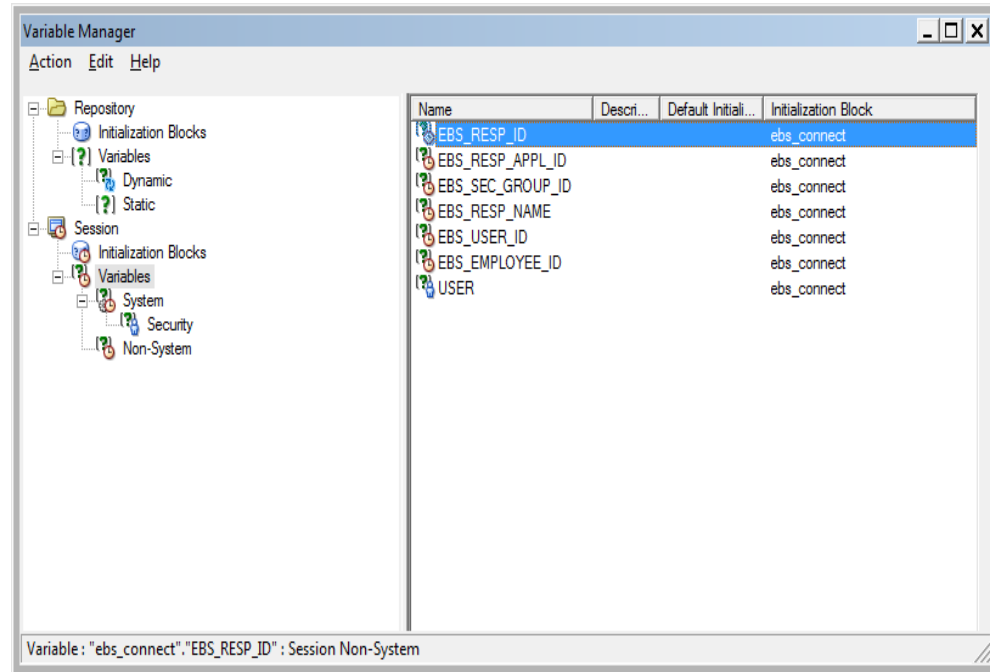 Variable Manager
Action Edit Help
Repository
Initialization Blocks
Variables
Dynamic
Static
Session
Initialization Blocks
Variables
System
Security
Non-System
Name Descri... Default Initiali... Initialization Block
EBS_RESP_ID ebs_connect
EBS_RESP_APPL_ID ebs_connect
EBS_SEC_GROUP_ID ebs_connect
EBS_RESP_NAME ebs_connect
EBS_USER_ID ebs_connect
EBS_EMPLOYEE_ID ebs_connect
USER ebs_connect
Variable : "ebs_connect"."EBS_RESP_ID" : Session Non-System